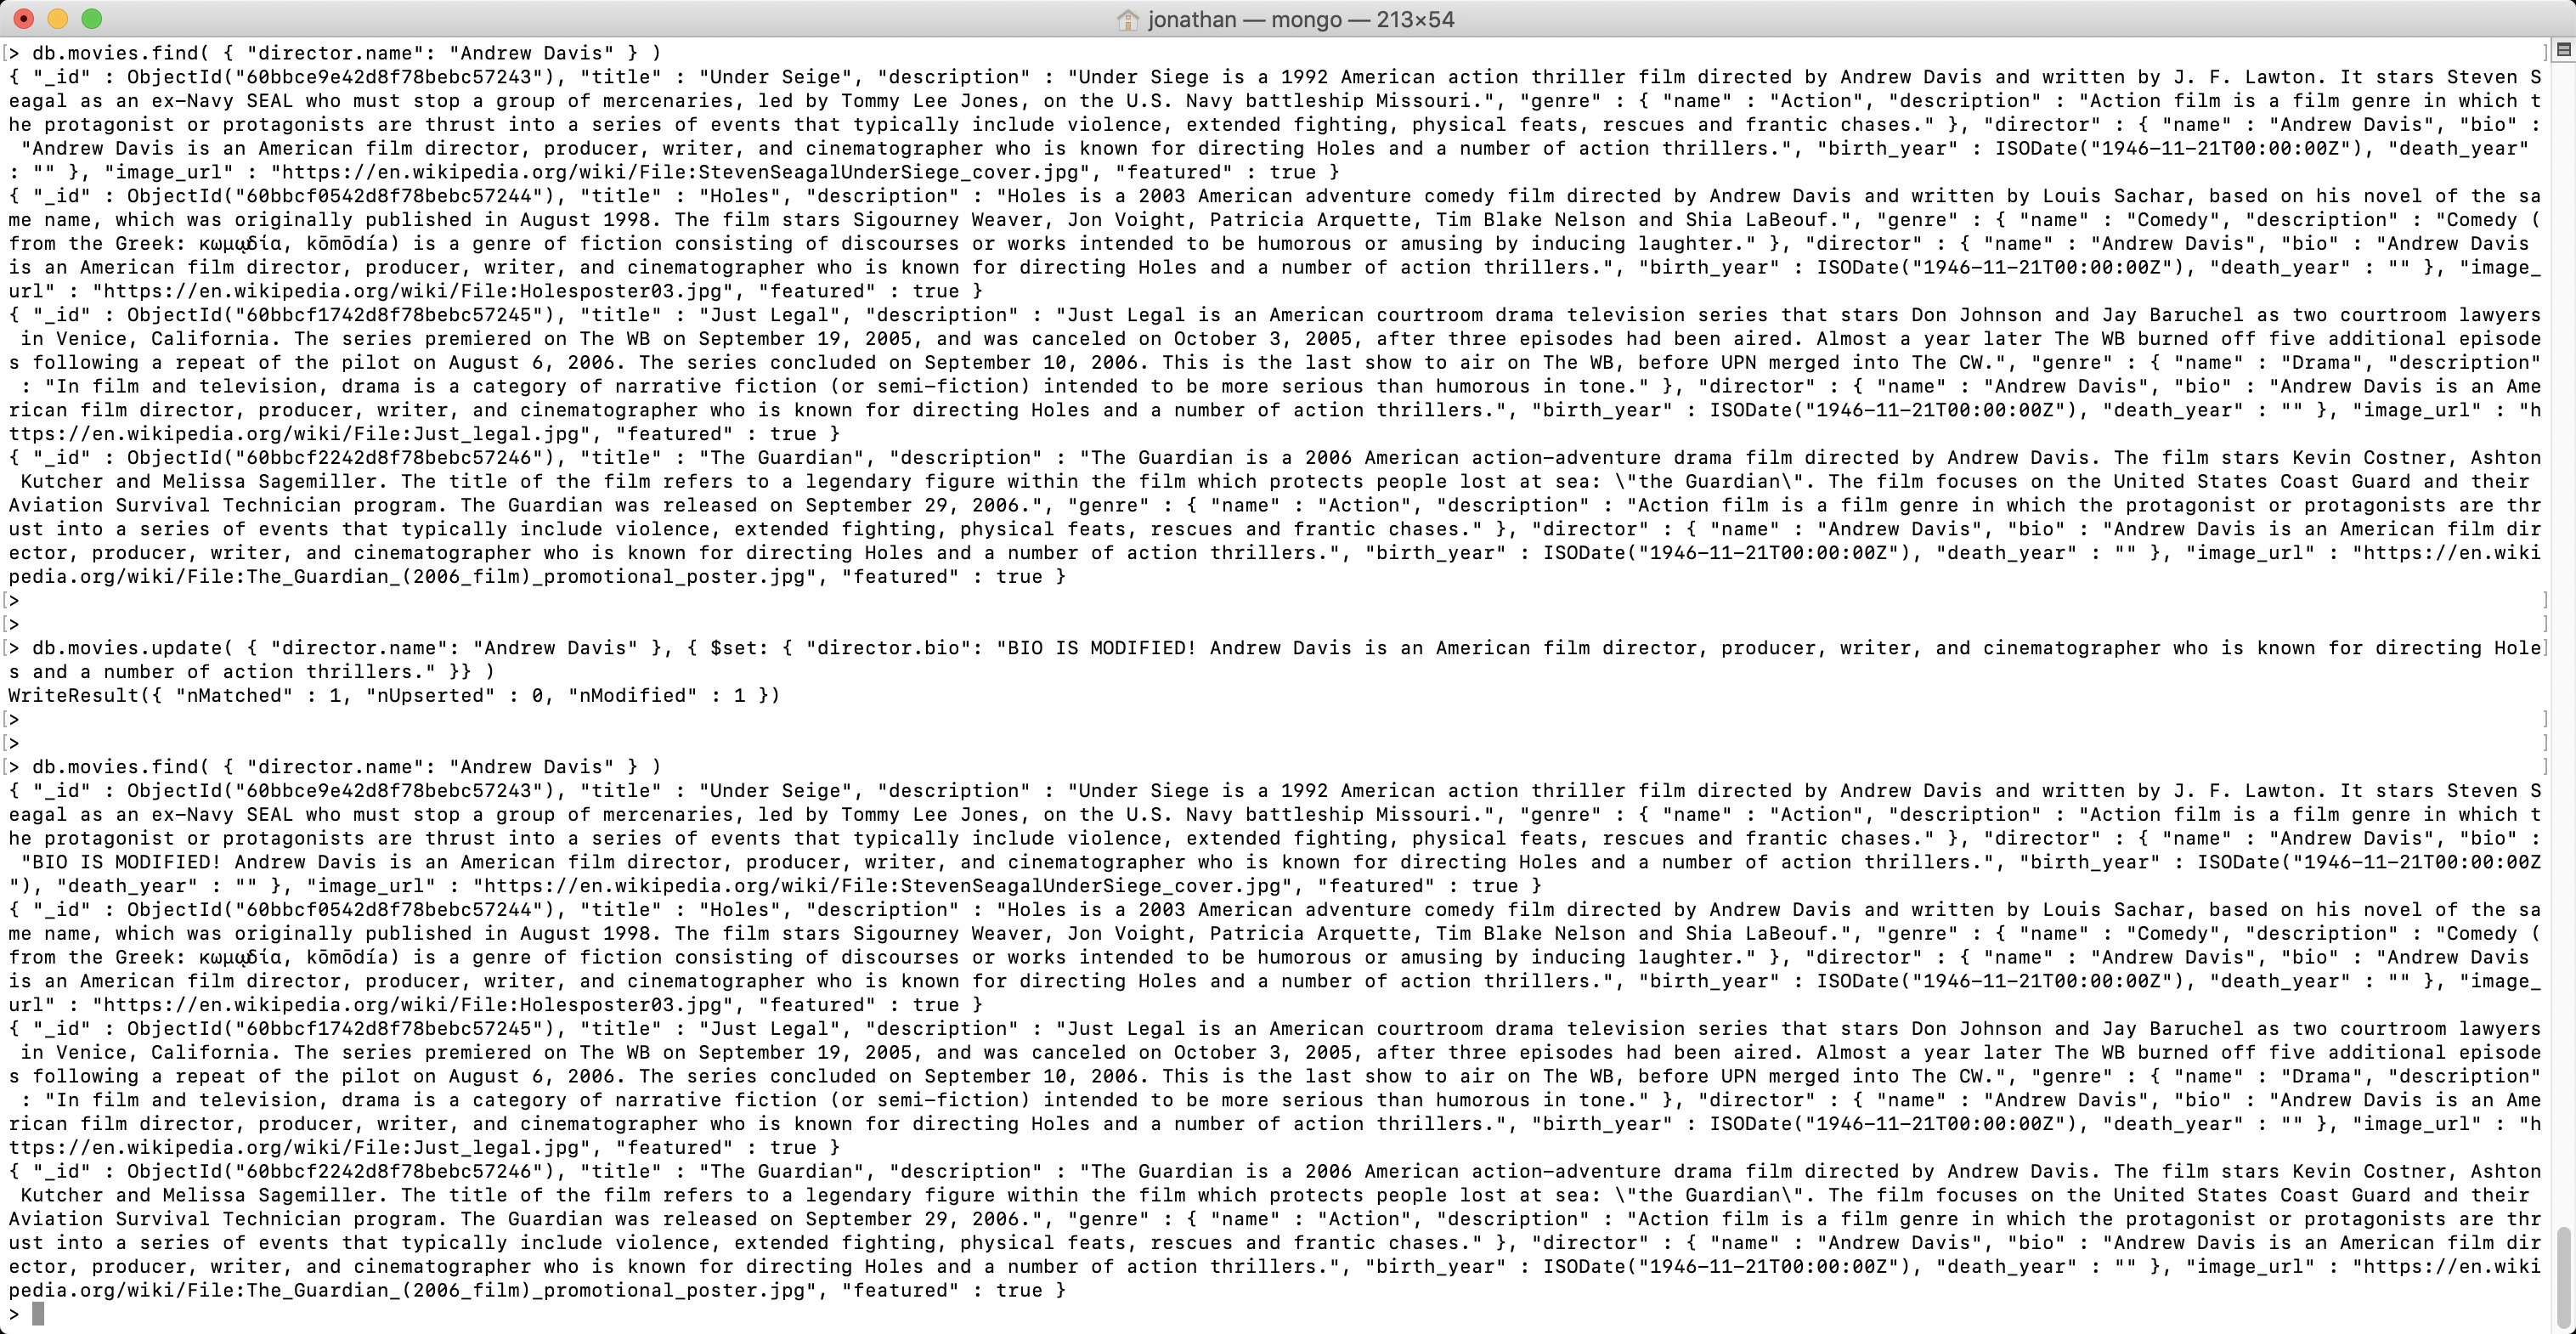 jonathan — mongo — 213×54
[> db.movies.find( { "director.name": "Andrew Davis" } ) ]
{ "_id" : ObjectId("60bbce9e42d8f78bebc57243"), "title" : "Under Seige", "description" : "Under Siege is a 1992 American action thriller film directed by Andrew Davis and written by J. F. Lawton. It stars Steven S
eagal as an ex-Navy SEAL who must stop a group of mercenaries, led by Tommy Lee Jones, on the U.S. Navy battleship Missouri.", "genre" : { "name" : "Action", "description" : "Action film is a film genre in which t
he protagonist or protagonists are thrust into a series of events that typically include violence, extended fighting, physical feats, rescues and frantic chases." }, "director" : { "name" : "Andrew Davis", "bio" :
"Andrew Davis is an American film director, producer, writer, and cinematographer who is known for directing Holes and a number of action thrillers.", "birth_year" : ISODate("1946-11-21T00:00:00Z"), "death_year"
: "" }, "image_url" : "https://en.wikipedia.org/wiki/File:StevenSeagalUnderSiege_cover.jpg", "featured" : true }
{ "_id" : ObjectId("60bbcf0542d8f78bebc57244"), "title" : "Holes", "description" : "Holes is a 2003 American adventure comedy film directed by Andrew Davis and written by Louis Sachar, based on his novel of the sa
me name, which was originally published in August 1998. The film stars Sigourney Weaver, Jon Voight, Patricia Arquette, Tim Blake Nelson and Shia LaBeouf.", "genre" : { "name" : "Comedy", "description" : "Comedy (
from the Greek: κωμῳδία, kōmōdía) is a genre of fiction consisting of discourses or works intended to be humorous or amusing by inducing laughter." }, "director" : { "name" : "Andrew Davis", "bio" : "Andrew Davis
is an American film director, producer, writer, and cinematographer who is known for directing Holes and a number of action thrillers.", "birth_year" : ISODate("1946-11-21T00:00:00Z"), "death_year" : "" }, "image_
url" : "https://en.wikipedia.org/wiki/File:Holesposter03.jpg", "featured" : true }
{ "_id" : ObjectId("60bbcf1742d8f78bebc57245"), "title" : "Just Legal", "description" : "Just Legal is an American courtroom drama television series that stars Don Johnson and Jay Baruchel as two courtroom lawyers
in Venice, California. The series premiered on The WB on September 19, 2005, and was canceled on October 3, 2005, after three episodes had been aired. Almost a year later The WB burned off five additional episode
s following a repeat of the pilot on August 6, 2006. The series concluded on September 10, 2006. This is the last show to air on The WB, before UPN merged into The CW.", "genre" : { "name" : "Drama", "description"
: "In film and television, drama is a category of narrative fiction (or semi-fiction) intended to be more serious than humorous in tone." }, "director" : { "name" : "Andrew Davis", "bio" : "Andrew Davis is an Ame
rican film director, producer, writer, and cinematographer who is known for directing Holes and a number of action thrillers.", "birth_year" : ISODate("1946-11-21T00:00:00Z"), "death_year" : "" }, "image_url" : "h
ttps://en.wikipedia.org/wiki/File:Just_legal.jpg", "featured" : true }
{ "_id" : ObjectId("60bbcf2242d8f78bebc57246"), "title" : "The Guardian", "description" : "The Guardian is a 2006 American action-adventure drama film directed by Andrew Davis. The film stars Kevin Costner, Ashton
Kutcher and Melissa Sagemiller. The title of the film refers to a legendary figure within the film which protects people lost at sea: \"the Guardian\". The film focuses on the United States Coast Guard and their
Aviation Survival Technician program. The Guardian was released on September 29, 2006.", "genre" : { "name" : "Action", "description" : "Action film is a film genre in which the protagonist or protagonists are thr
ust into a series of events that typically include violence, extended fighting, physical feats, rescues and frantic chases." }, "director" : { "name" : "Andrew Davis", "bio" : "Andrew Davis is an American film dir
ector, producer, writer, and cinematographer who is known for directing Holes and a number of action thrillers.", "birth_year" : ISODate("1946-11-21T00:00:00Z"), "death_year" : "" }, "image_url" : "https://en.wiki
pedia.org/wiki/File:The_Guardian_(2006_film)_promotional_poster.jpg", "featured" : true }
[> ]
[> ]
[> db.movies.update( { "director.name": "Andrew Davis" }, { $set: { "director.bio": "BIO IS MODIFIED! Andrew Davis is an American film director, producer, writer, and cinematographer who is known for directing Hole]
s and a number of action thrillers." }} )
WriteResult({ "nMatched" : 1, "nUpserted" : 0, "nModified" : 1 })
[> ]
[> ]
[> db.movies.find( { "director.name": "Andrew Davis" } ) ]
{ "_id" : ObjectId("60bbce9e42d8f78bebc57243"), "title" : "Under Seige", "description" : "Under Siege is a 1992 American action thriller film directed by Andrew Davis and written by J. F. Lawton. It stars Steven S
eagal as an ex-Navy SEAL who must stop a group of mercenaries, led by Tommy Lee Jones, on the U.S. Navy battleship Missouri.", "genre" : { "name" : "Action", "description" : "Action film is a film genre in which t
he protagonist or protagonists are thrust into a series of events that typically include violence, extended fighting, physical feats, rescues and frantic chases." }, "director" : { "name" : "Andrew Davis", "bio" :
"BIO IS MODIFIED! Andrew Davis is an American film director, producer, writer, and cinematographer who is known for directing Holes and a number of action thrillers.", "birth_year" : ISODate("1946-11-21T00:00:00Z
"), "death_year" : "" }, "image_url" : "https://en.wikipedia.org/wiki/File:StevenSeagalUnderSiege_cover.jpg", "featured" : true }
{ "_id" : ObjectId("60bbcf0542d8f78bebc57244"), "title" : "Holes", "description" : "Holes is a 2003 American adventure comedy film directed by Andrew Davis and written by Louis Sachar, based on his novel of the sa
me name, which was originally published in August 1998. The film stars Sigourney Weaver, Jon Voight, Patricia Arquette, Tim Blake Nelson and Shia LaBeouf.", "genre" : { "name" : "Comedy", "description" : "Comedy (
from the Greek: κωμῳδία, kōmōdía) is a genre of fiction consisting of discourses or works intended to be humorous or amusing by inducing laughter." }, "director" : { "name" : "Andrew Davis", "bio" : "Andrew Davis
is an American film director, producer, writer, and cinematographer who is known for directing Holes and a number of action thrillers.", "birth_year" : ISODate("1946-11-21T00:00:00Z"), "death_year" : "" }, "image_
url" : "https://en.wikipedia.org/wiki/File:Holesposter03.jpg", "featured" : true }
{ "_id" : ObjectId("60bbcf1742d8f78bebc57245"), "title" : "Just Legal", "description" : "Just Legal is an American courtroom drama television series that stars Don Johnson and Jay Baruchel as two courtroom lawyers
in Venice, California. The series premiered on The WB on September 19, 2005, and was canceled on October 3, 2005, after three episodes had been aired. Almost a year later The WB burned off five additional episode
s following a repeat of the pilot on August 6, 2006. The series concluded on September 10, 2006. This is the last show to air on The WB, before UPN merged into The CW.", "genre" : { "name" : "Drama", "description"
: "In film and television, drama is a category of narrative fiction (or semi-fiction) intended to be more serious than humorous in tone." }, "director" : { "name" : "Andrew Davis", "bio" : "Andrew Davis is an Ame
rican film director, producer, writer, and cinematographer who is known for directing Holes and a number of action thrillers.", "birth_year" : ISODate("1946-11-21T00:00:00Z"), "death_year" : "" }, "image_url" : "h
ttps://en.wikipedia.org/wiki/File:Just_legal.jpg", "featured" : true }
{ "_id" : ObjectId("60bbcf2242d8f78bebc57246"), "title" : "The Guardian", "description" : "The Guardian is a 2006 American action-adventure drama film directed by Andrew Davis. The film stars Kevin Costner, Ashton
Kutcher and Melissa Sagemiller. The title of the film refers to a legendary figure within the film which protects people lost at sea: \"the Guardian\". The film focuses on the United States Coast Guard and their
Aviation Survival Technician program. The Guardian was released on September 29, 2006.", "genre" : { "name" : "Action", "description" : "Action film is a film genre in which the protagonist or protagonists are thr
ust into a series of events that typically include violence, extended fighting, physical feats, rescues and frantic chases." }, "director" : { "name" : "Andrew Davis", "bio" : "Andrew Davis is an American film dir
ector, producer, writer, and cinematographer who is known for directing Holes and a number of action thrillers.", "birth_year" : ISODate("1946-11-21T00:00:00Z"), "death_year" : "" }, "image_url" : "https://en.wiki
pedia.org/wiki/File:The_Guardian_(2006_film)_promotional_poster.jpg", "featured" : true }
>